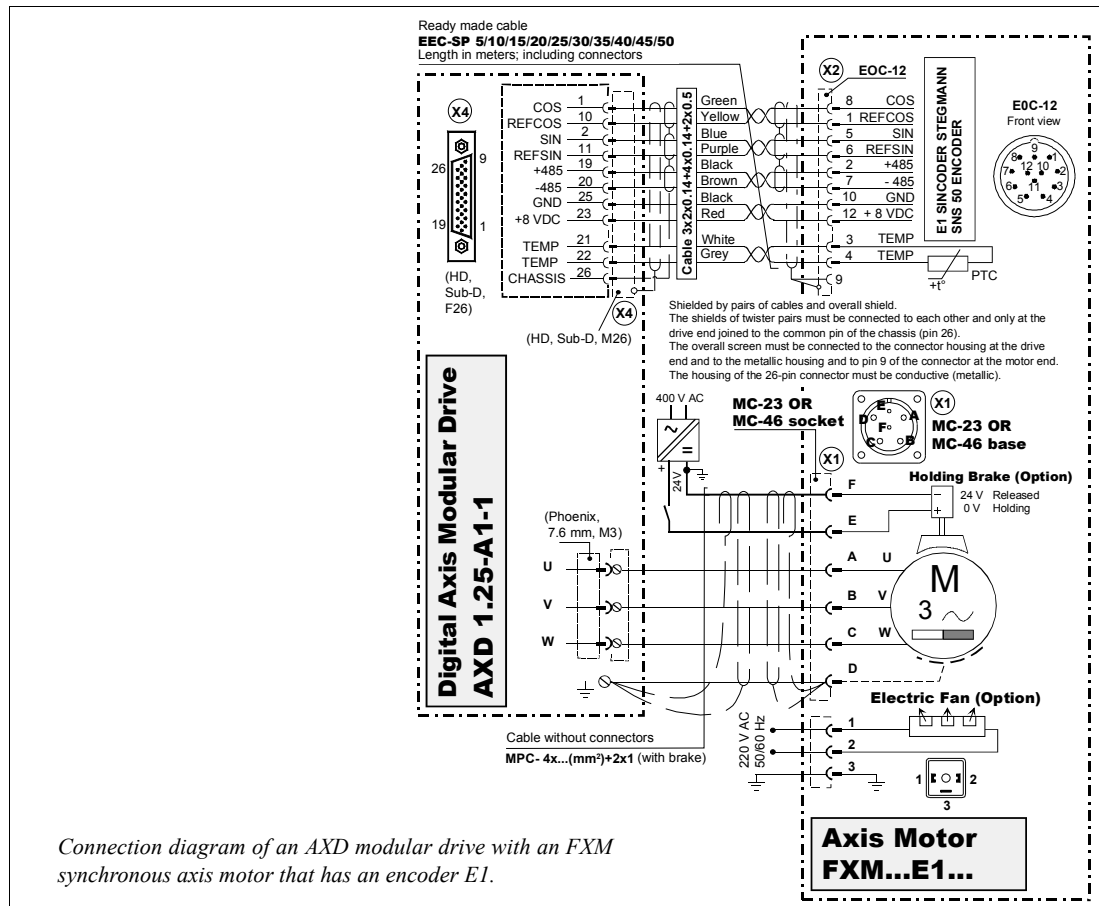 Ready made cable
EEC-SP 5/10/15/20/25/30/35/40/45/50
Length in meters; including connectors
X4
26
9
19
1
(HD,
Sub-D,
F26)
COS 1
REFCOS 10
SIN 2
REFSIN 11
+485 19
-485 20
GND 25
+8 VDC 23
TEMP 21
TEMP 22
CHASSIS 26
X4
(HD, Sub-D, M26)
Cable 3x2x0.14+4x0.14+2x0.5
Green
Yellow
Blue
Purple
Black
Brown
Black
Red
White
Grey
X2 EOC-12
8 COS
1 REFCOS
5 SIN
6 REFSIN
2 +485
7 - 485
10 GND
12 + 8 VDC
3 TEMP
4 TEMP
9
E1 SINCODER STEGMANN
SNS 50 ENCODER
+t°
PTC
E0C-12
Front view
9
8 1
12 10
7 2
6 11 3
5 4
Shielded by pairs of cables and overall shield.
The shields of twister pairs must be connected to each other and only at the
drive end joined to the common pin of the chassis (pin 26).
The overall screen must be connected to the connector housing at the drive
end and to the metallic housing and to pin 9 of the connector at the motor end.
The housing of the 26-pin connector must be conductive (metallic).
Digital Axis Modular Drive
AXD 1.25-A1-1
400 V AC
+
24V
MC-23 OR
MC-46 socket
X1
E
D A
F
C B
X1
MC-23 OR
MC-46 base
Holding Brake (Option)
24 V Released
0 V Holding
−
+
F
E
(Phoenix,
7.6 mm, M3)
U
V
W
A U
B V
C W
D
M
3
Electric Fan (Option)
220 V AC
50/60 Hz
1
2
3
1 2
3
Cable without connectors
MPC- 4x...(mm²)+2x1 (with brake)
Axis Motor
FXM...E1...
Connection diagram of an AXD modular drive with an FXM
synchronous axis motor that has an encoder E1.